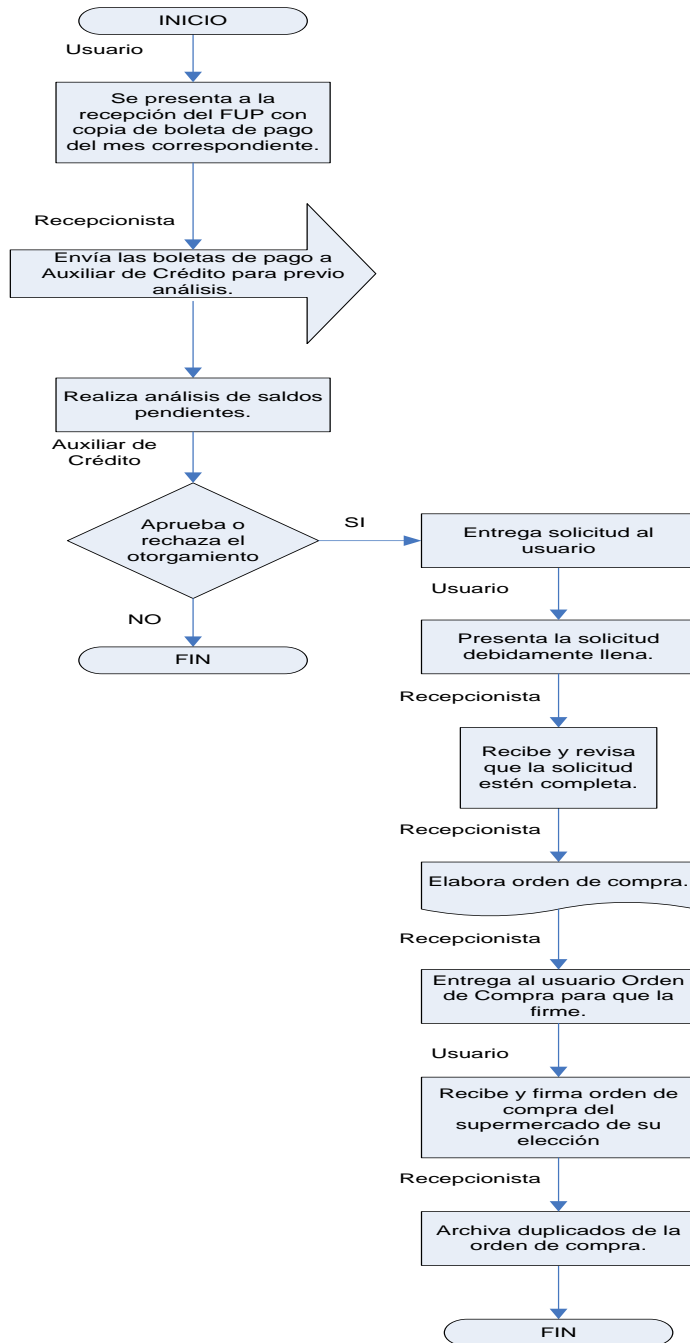 INICIO
Usuario
Se presenta a la
recepción del FUP con
copia de boleta de pago
del mes correspondiente.
Recepcionista
Envía las boletas de pago a
Auxiliar de Crédito para previo
análisis.
Realiza análisis de saldos
pendientes.
Auxiliar de
Crédito
Aprueba o
rechaza el
otorgamiento
NO
FIN
SI
Entrega solicitud al
usuario
Usuario
Presenta la solicitud
debidamente llena.
Recepcionista
Recibe y revisa
que la solicitud
estén completa.
Recepcionista
Elabora orden de compra.
Recepcionista
Entrega al usuario Orden
de Compra para que la
firme.
Usuario
Recibe y firma orden de
compra del
supermercado de su
elección
Recepcionista
Archiva duplicados de la
orden de compra.
FIN